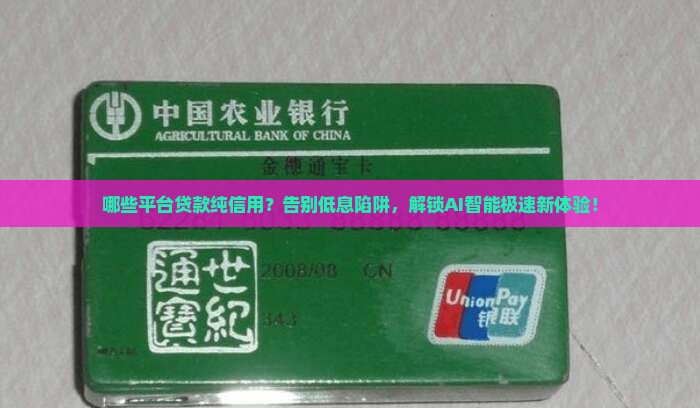 中国农业银行
AGRICULTURAL BANK OF CHINA
金穗通宝卡
哪些平台贷款纯信用？告别低息陷阱，解锁AI智能极速新体验！
2008/08 CN
世紀
通寳
343
UnionPay
银联